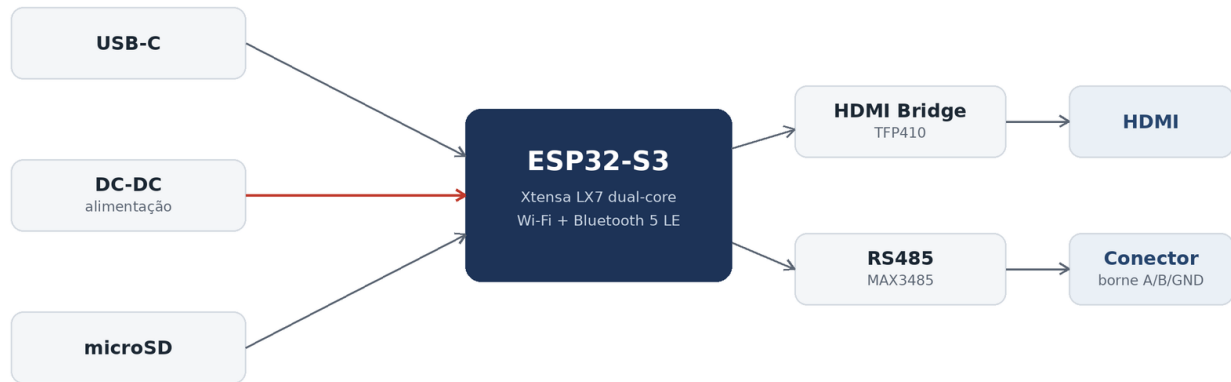 USB-C
DC-DC
alimentação
microSD
ESP32-S3
Xtensa LX7 dual-core
Wi-Fi + Bluetooth 5 LE
HDMI Bridge
TFP410
HDMI
RS485
MAX3485
Conector
borne A/B/GND